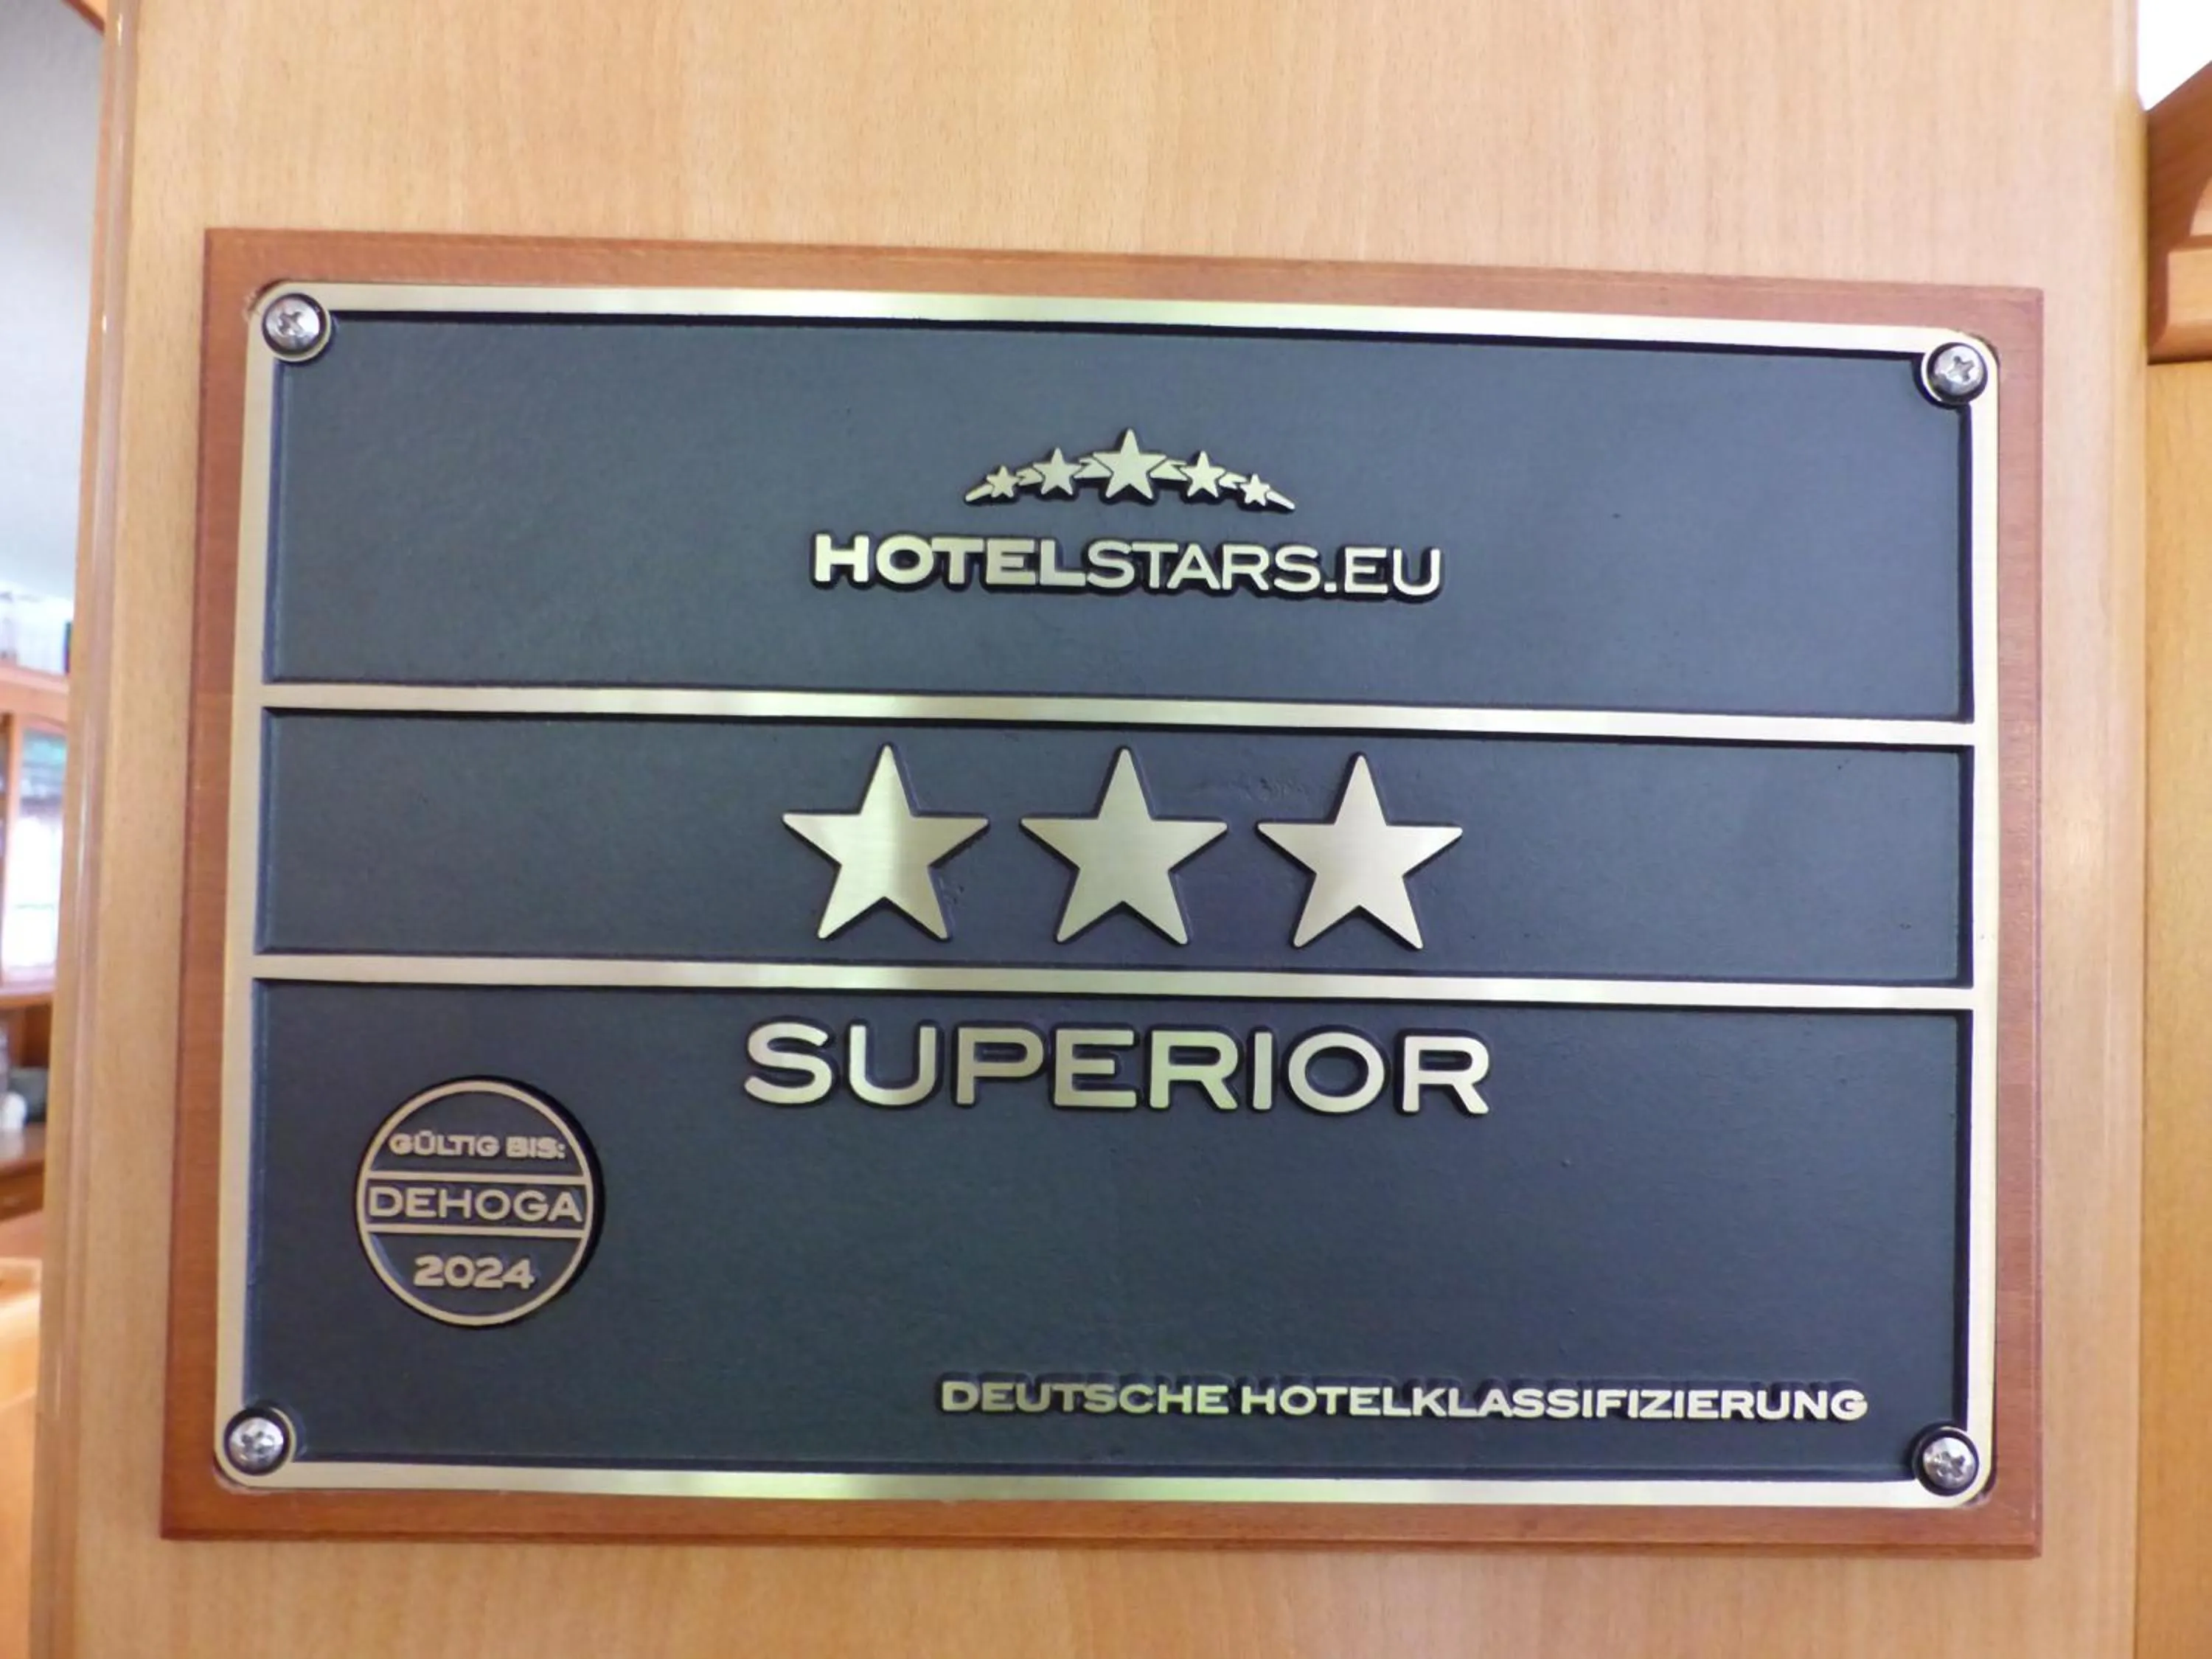 HOTELSTARS.EU
SUPERIOR
GÜLTIG BIS:
DEHOGA
2024
DEUTSCHE HOTELKLASSIFIZIERUNG